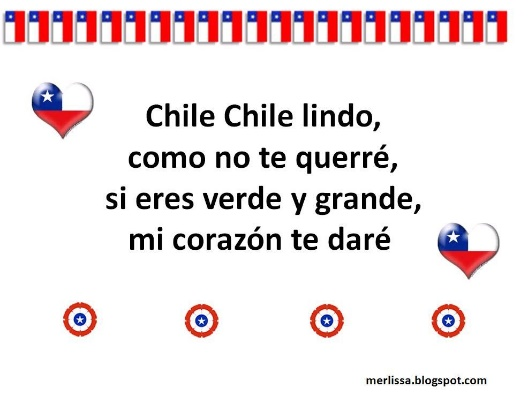 Chile Chile lindo,
como no te querré,
si eres verde y grande,
mi corazón te daré
merlissa.blogspot.com